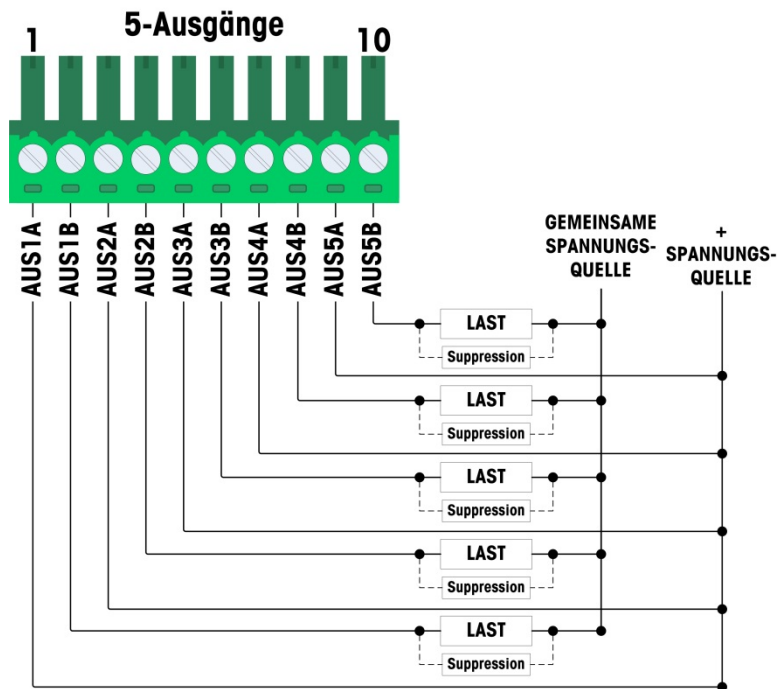 5-Ausgänge
1
10
AUS1A
AUS1B
AUS2A
AUS2B
AUS3A
AUS3B
AUS4A
AUS4B
AUS5A
AUS5B
GEMEINSAME
SPANNUNGS-
QUELLE
+
SPANNUNGS-
QUELLE
LAST
Suppression
LAST
Suppression
LAST
Suppression
LAST
Suppression
LAST
Suppression